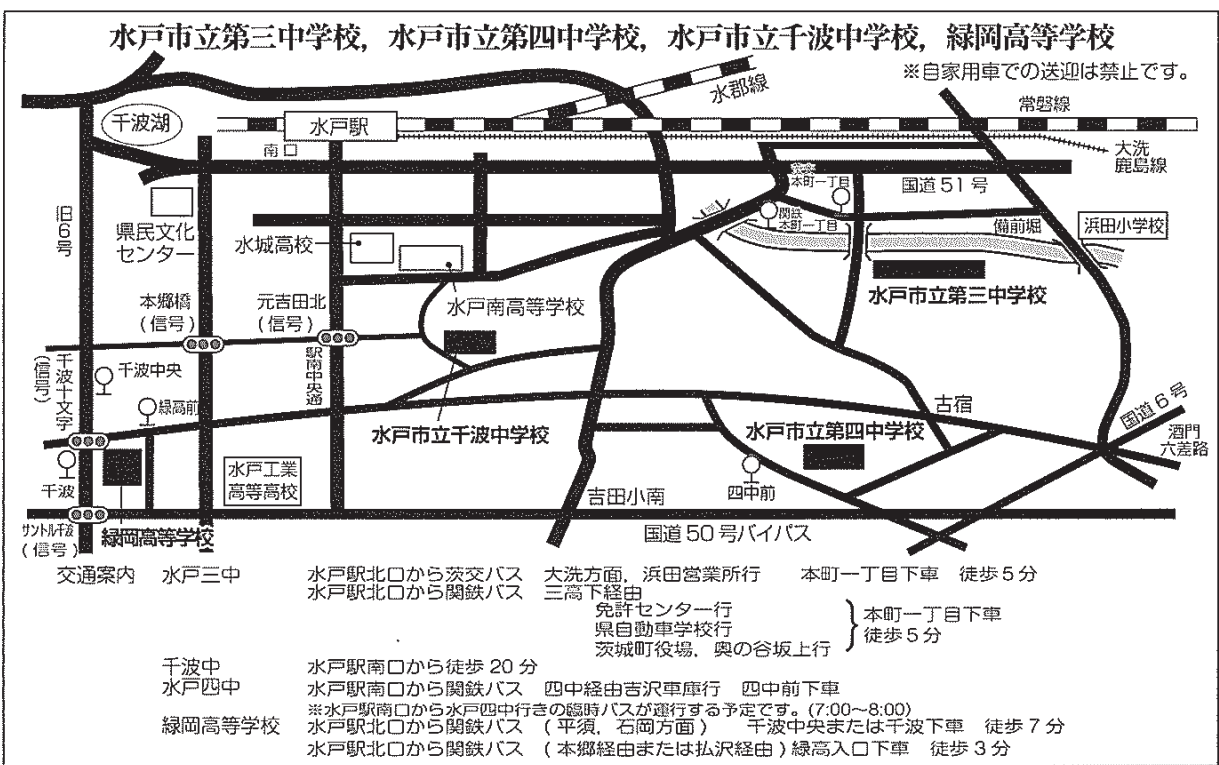 水戸市立第三中学校，水戸市立第四中学校，水戸市立千波中学校，緑岡高等学校
※自家用車での送迎は禁止です。
水郡線
常磐線
千波湖
水戸駅
南口
大洗
鹿島線
茨交
本町一丁目
国道51号
旧6号
県民文化
センター
関鉄
本町一丁目
備前堀
浜田小学校
水城高校
水戸市立第三中学校
本郷橋
(信号)
元吉田北
(信号)
水戸南高等学校
千波十文字
(信号)
千波中央
駅南中央通
緑高前
古宿
国道6号
水戸市立千波中学校
水戸市立第四中学校
酒門
六差路
千波
水戸工業
高等高校
四中前
吉田小南
サントル千波
(信号)
緑岡高等学校
国道50号バイパス
交通案内 水戸三中 水戸駅北口から茨交バス 大洗方面，浜田営業所行 本町一丁目下車 徒歩5分
水戸駅北口から関鉄バス 三高下経由
免許センター行
県自動車学校行
茨城町役場，奥の谷坂上行
本町一丁目下車
徒歩5分
千波中 水戸駅南口から徒歩20分
水戸四中 水戸駅南口から関鉄バス 四中経由吉沢車庫行 四中前下車
※水戸駅南口から水戸四中行きの臨時バスが運行する予定です。(7:00～8:00)
緑岡高等学校 水戸駅北口から関鉄バス (平須，石岡方面) 千波中央または千波下車 徒歩7分
水戸駅北口から関鉄バス (本郷経由または払沢経由)緑高入口下車 徒歩3分